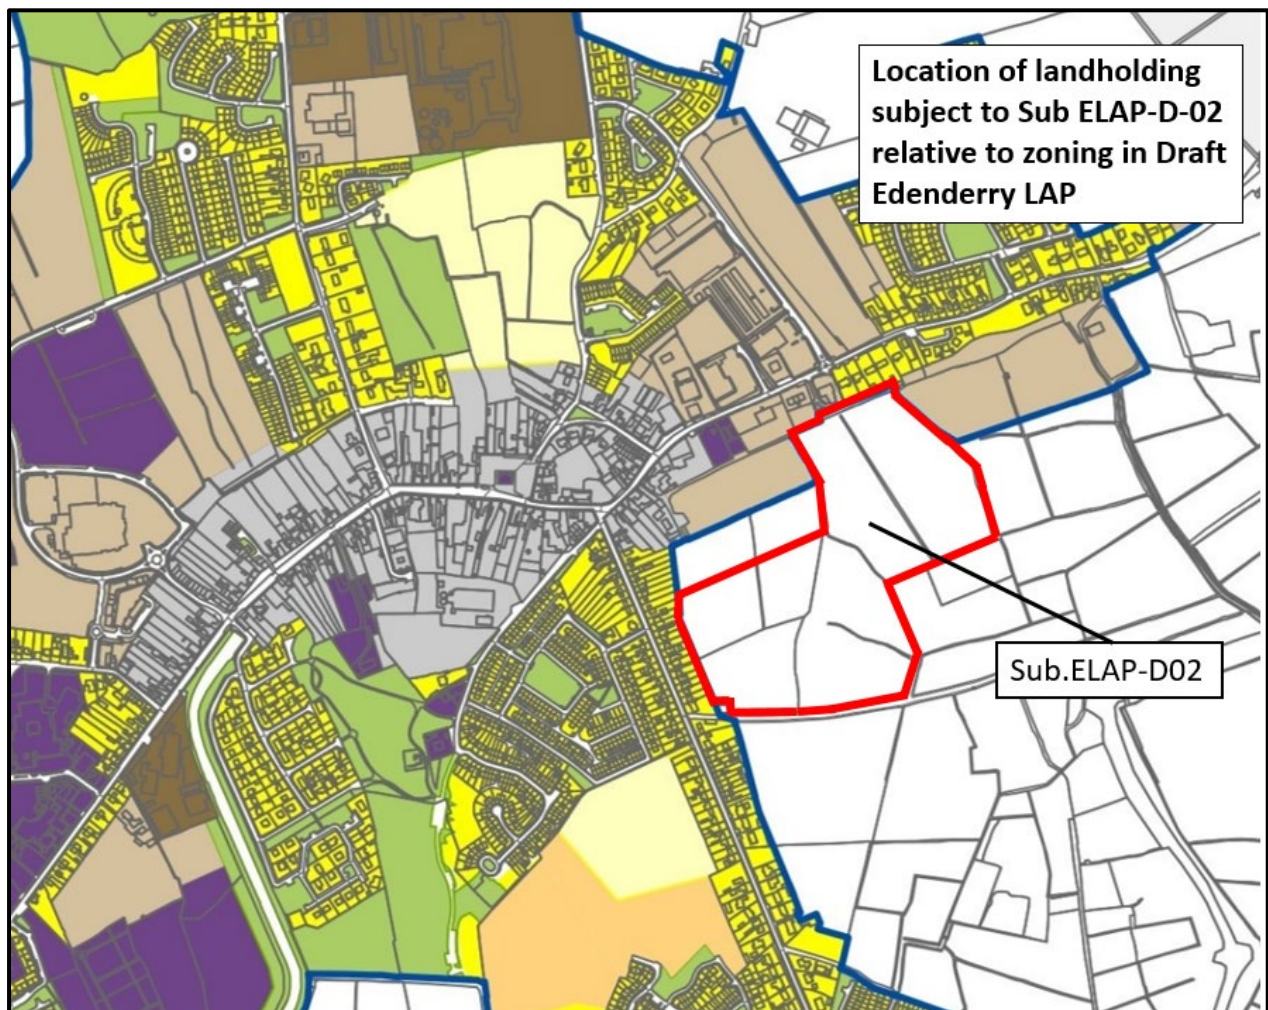 Location of landholding
subject to Sub ELAP-D-02
relative to zoning in Draft
Edenderry LAP
Sub.ELAP-D02